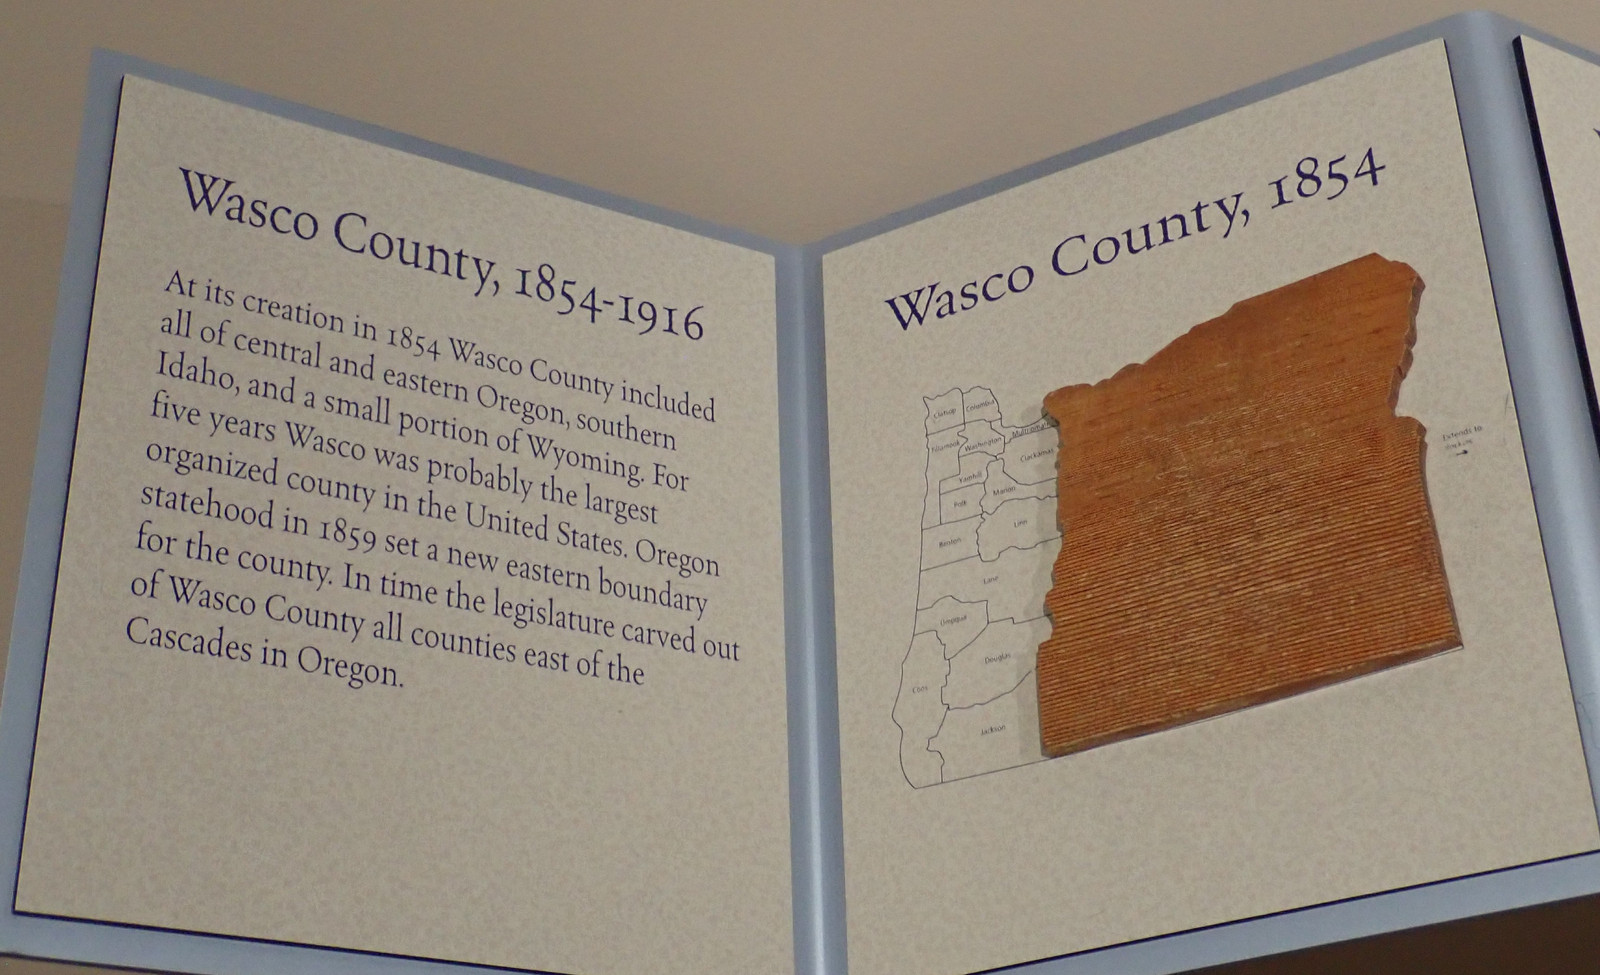 Wasco County, 1854-1916
At its creation in 1854 Wasco County included
all of central and eastern Oregon, southern
Idaho, and a small portion of Wyoming. For
five years Wasco was probably the largest
organized county in the United States. Oregon
statehood in 1859 set a new eastern boundary
for the county. In time the legislature carved out
of Wasco County all counties east of the
Cascades in Oregon.
Wasco County, 1854
Clatsop
Columbia
Tillamook
Washington
Multnomah
Clackamas
Yamhill
Marion
Polk
Linn
Benton
Lane
Umpqua
Douglas
Coos
Jackson
Extends to